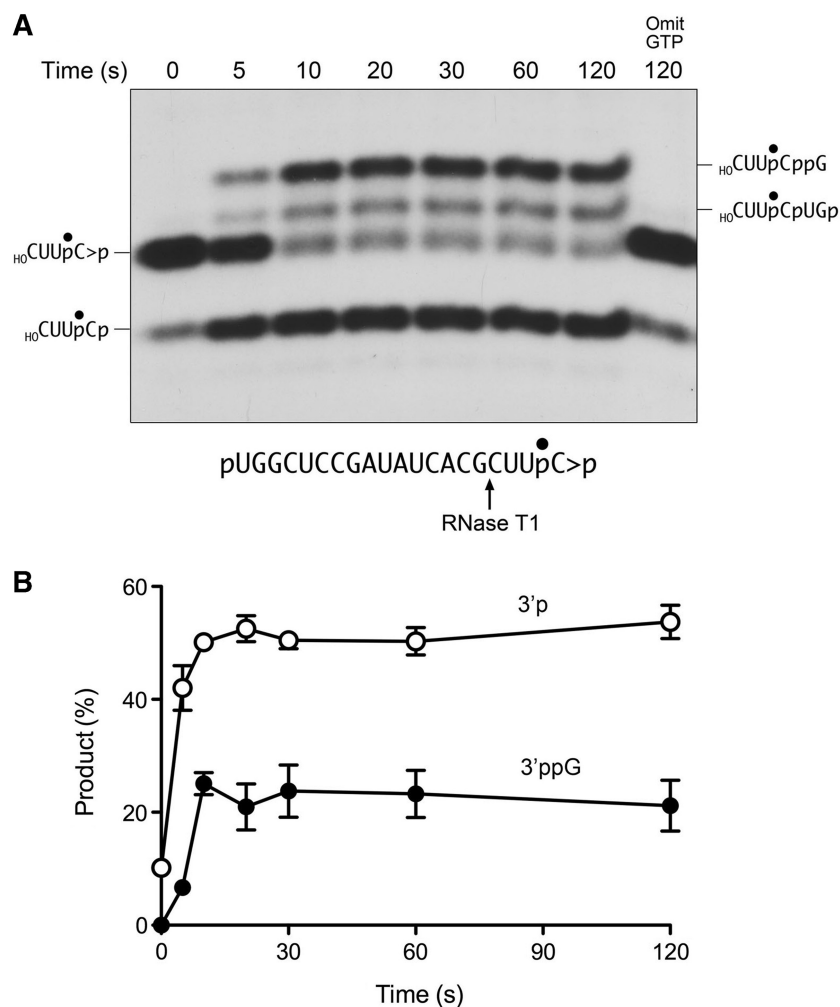 A
Omit
GTP
Time (s) 0 5 10 20 30 60 120 120
HOCUUpCppG
HOCUUpCpUGp
HOCUUpC>p
HOCUUpCp
pUGGCUCCGAUAUCACGCUUpC>p
RNase T1
B
60
3'p
40
Product (%)
3'ppG
20
0
0 30 60 90 120
Time (s)